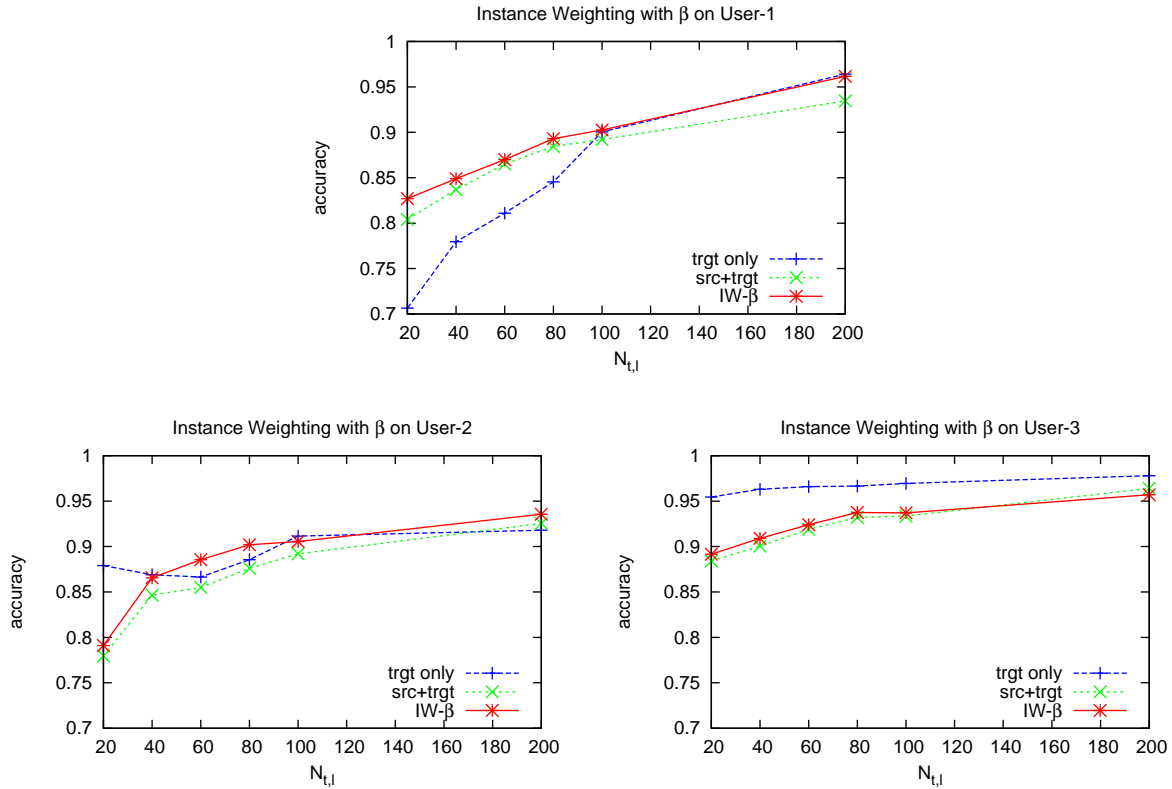 Instance Weighting with β on User-1
1
0.95
0.9
0.85
0.8
0.75
0.7
accuracy
trgt only
src+trgt
IW-β
20 40 60 80 100 120 140 160 180 200
N_{t,l}
Instance Weighting with β on User-2
1
0.95
0.9
0.85
0.8
0.75
0.7
accuracy
trgt only
src+trgt
IW-β
20 40 60 80 100 120 140 160 180 200
N_{t,l}
Instance Weighting with β on User-3
1
0.95
0.9
0.85
0.8
0.75
0.7
accuracy
trgt only
src+trgt
IW-β
20 40 60 80 100 120 140 160 180 200
N_{t,l}